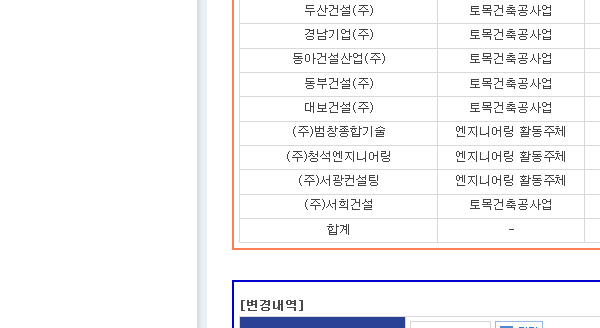 두산건설(주) 토목건축공사업
경남기업(주) 토목건축공사업
동아건설산업(주) 토목건축공사업
동부건설(주) 토목건축공사업
대보건설(주) 토목건축공사업
(주)범창종합기술 엔지니어링 활동주체
(주)청석엔지니어링 엔지니어링 활동주체
(주)서광컨설팅 엔지니어링 활동주체
(주)서희건설 토목건축공사업
합계 -
[변경내역]